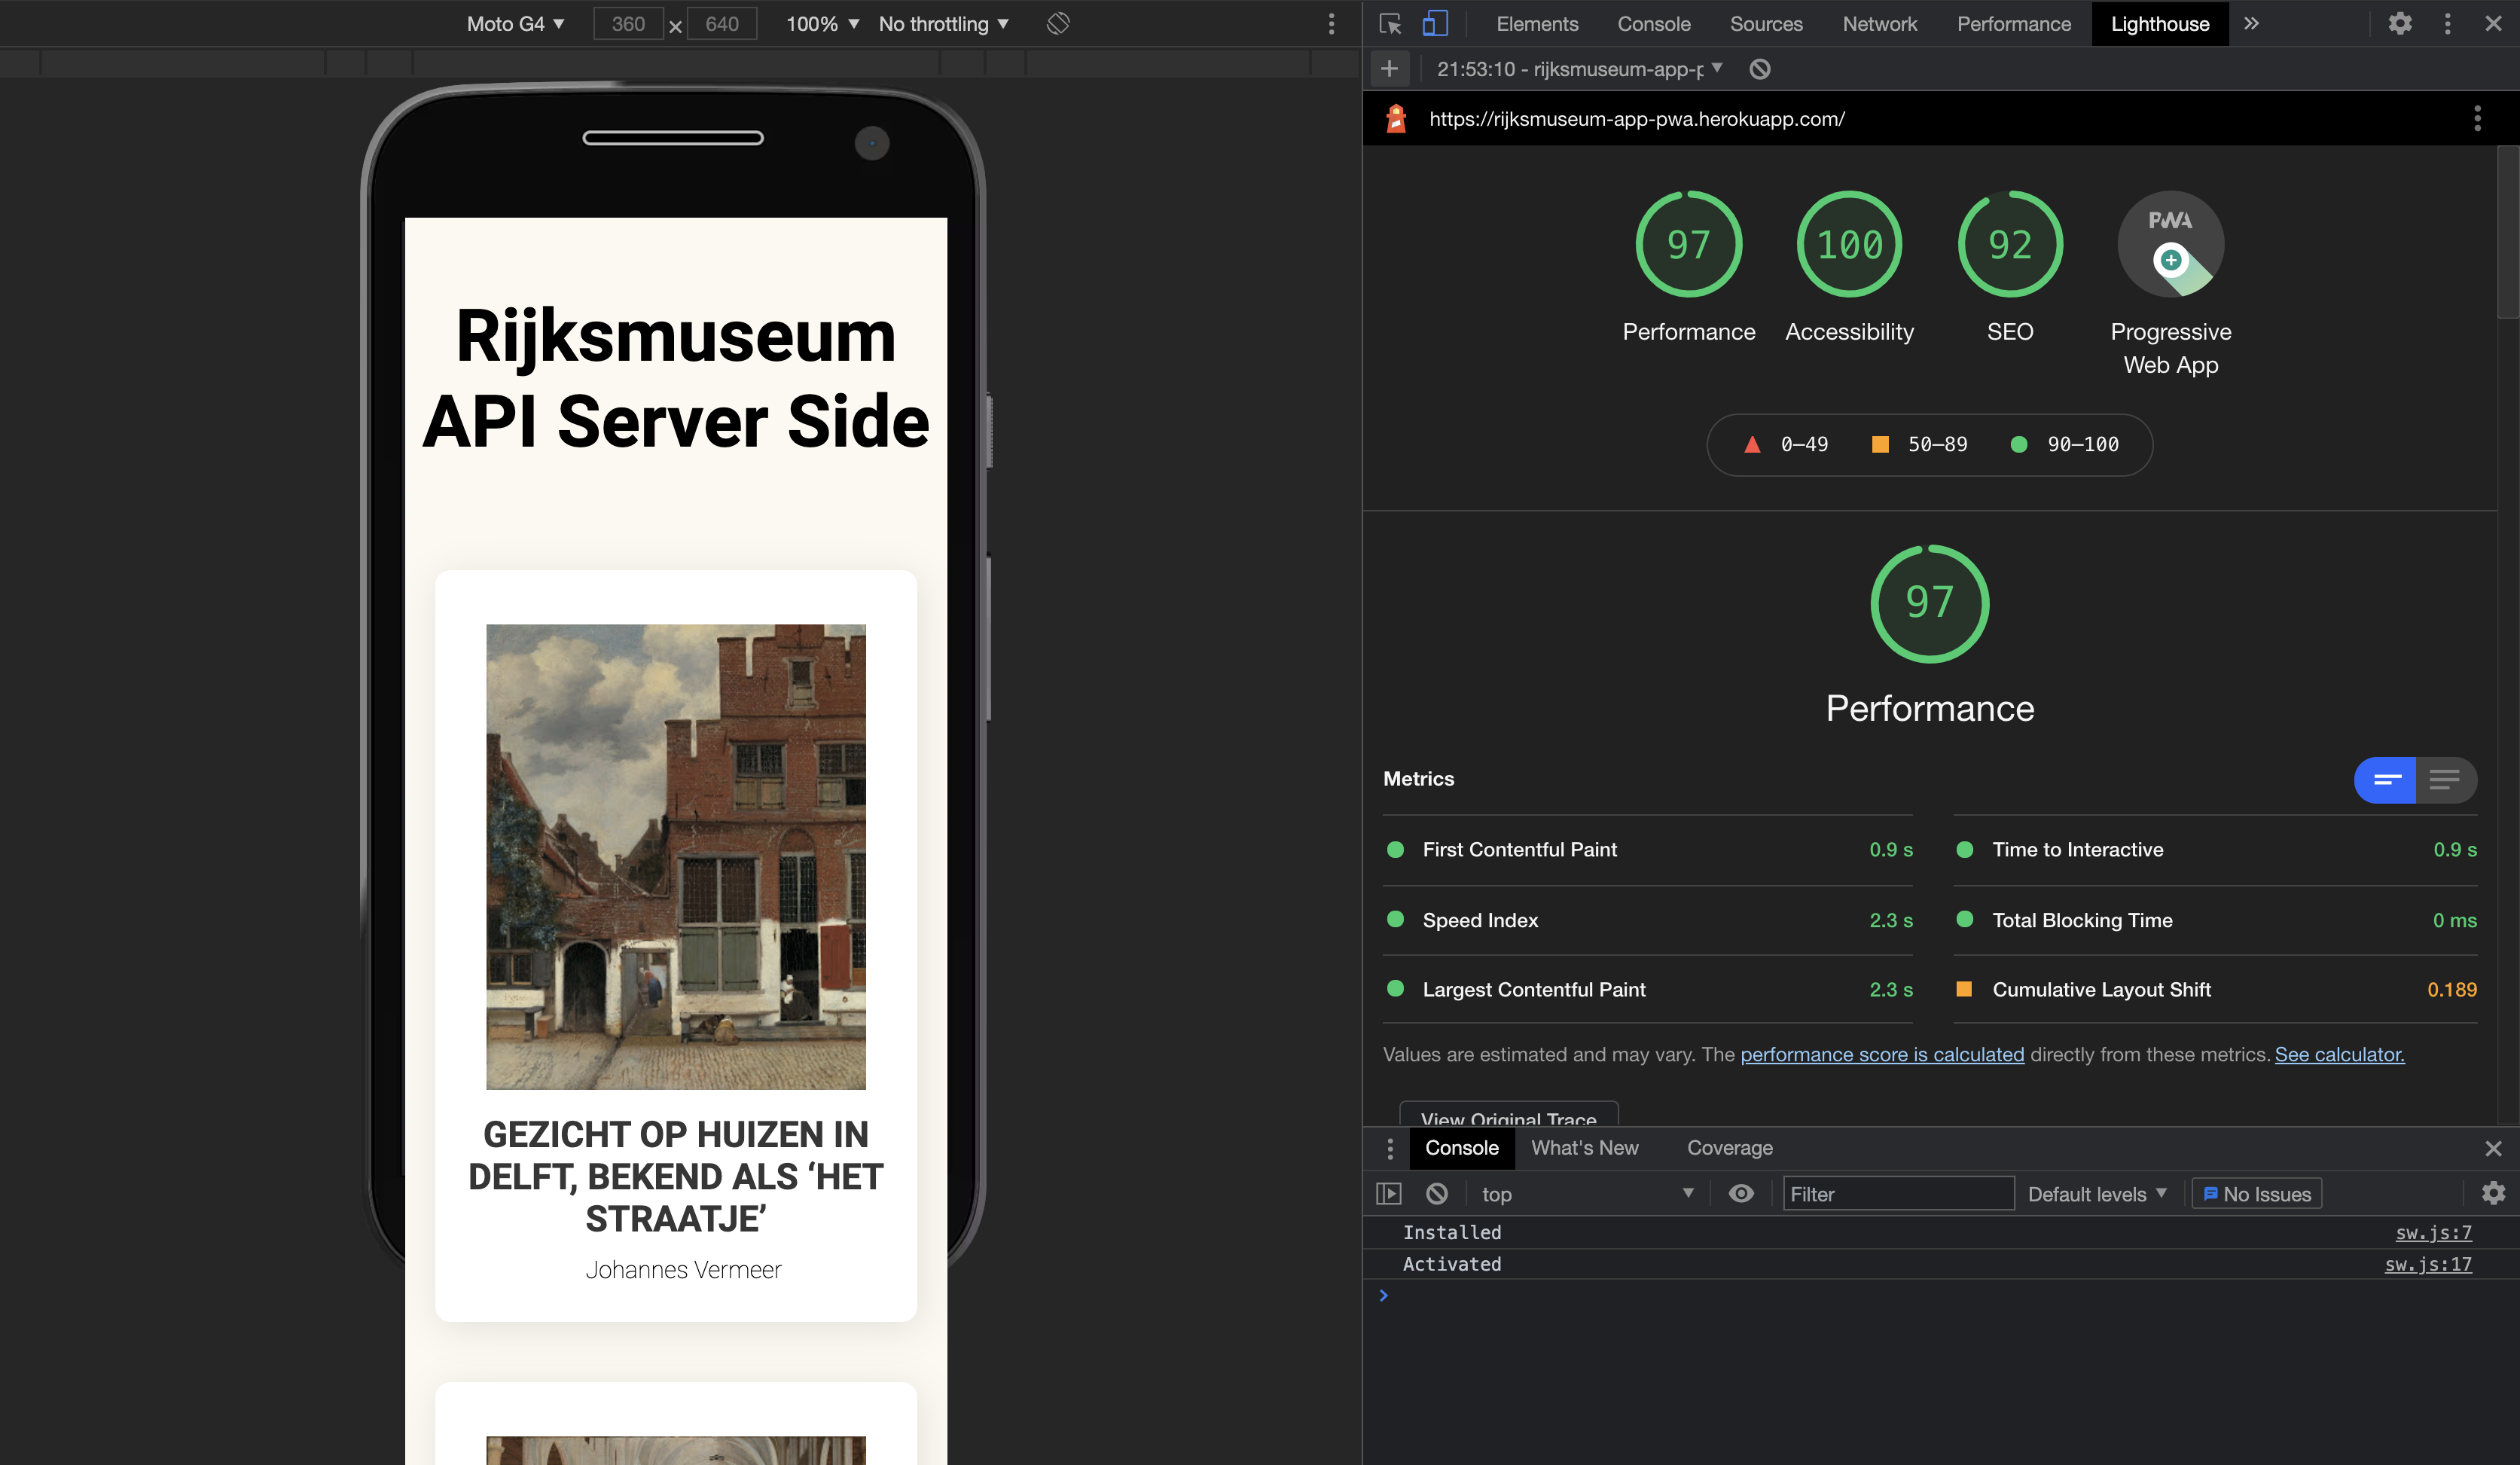 Moto G4 ▼ 360 × 640 100% ▼ No throttling ▼
Elements Console Sources Network Performance Lighthouse »
21:53:10 - rijksmuseum-app-p ▼
https://rijksmuseum-app-pwa.herokuapp.com/
Rijksmuseum
API Server Side
GEZICHT OP HUIZEN IN
DELFT, BEKEND ALS ‘HET
STRAATJE’
Johannes Vermeer
97 100 92 PWA
Performance Accessibility SEO Progressive
Web App
0–49 50–89 90–100
97
Performance
Metrics
First Contentful Paint 0.9 s
Time to Interactive 0.9 s
Speed Index 2.3 s
Total Blocking Time 0 ms
Largest Contentful Paint 2.3 s
Cumulative Layout Shift 0.189
Values are estimated and may vary. The performance score is calculated directly from these metrics. See calculator.
View Original Trace
Console What's New Coverage
top ▼ Filter Default levels ▼ No Issues
Installed sw.js:7
Activated sw.js:17